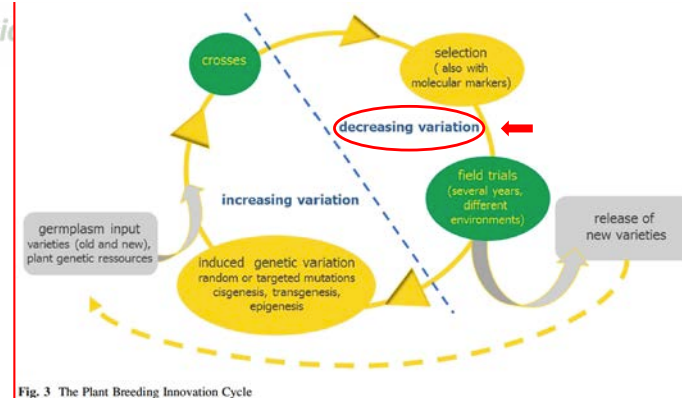 crosses
selection
( also with
molecular
markers)
decreasing variation
field trials
(several years,
different
environments)
increasing variation
germplasm input
varieties (old and new),
plant genetic ressources
release of
new varieties
induced genetic variation
random or targeted mutations
cisgenesis, transgenesis,
epigenesis
Fig. 3 The Plant Breeding Innovation Cycle